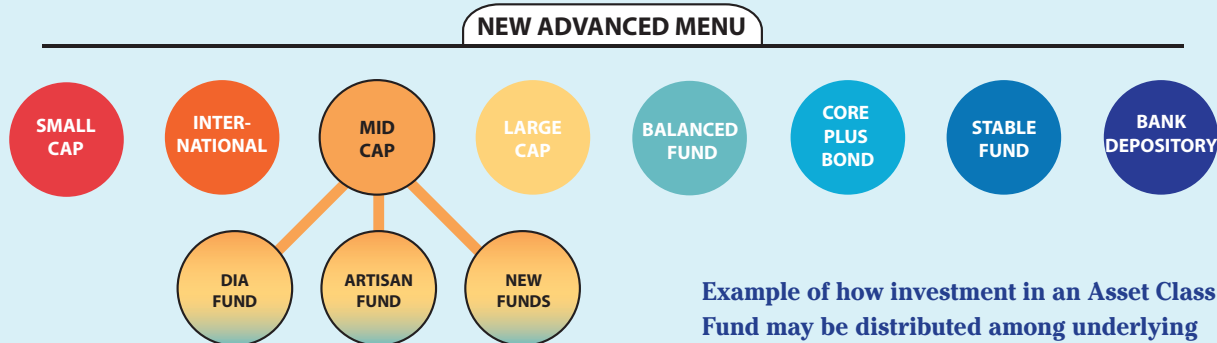 NEW ADVANCED MENU
SMALL
CAP
INTER-
NATIONAL
MID
CAP
LARGE
CAP
BALANCED
FUND
CORE
PLUS
BOND
STABLE
FUND
BANK
DEPOSITORY
DIA
FUND
ARTISAN
FUND
NEW
FUNDS
Example of how investment in an Asset Class
Fund may be distributed among underlying